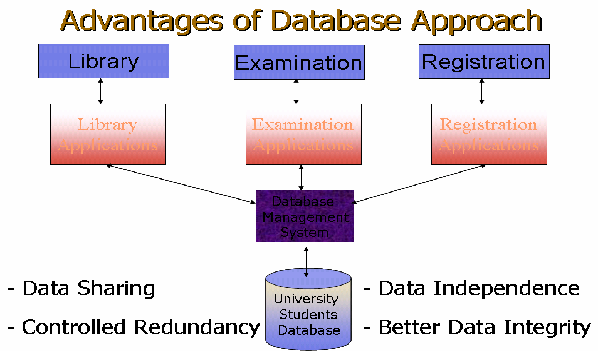 Advantages of Database Approach
Library
Examination
Registration
Library
Applications
Examination
Applications
Registration
Applications
Database
Management
System
- Data Sharing
- Controlled Redundancy
University
Students
Database
- Data Independence
- Better Data Integrity